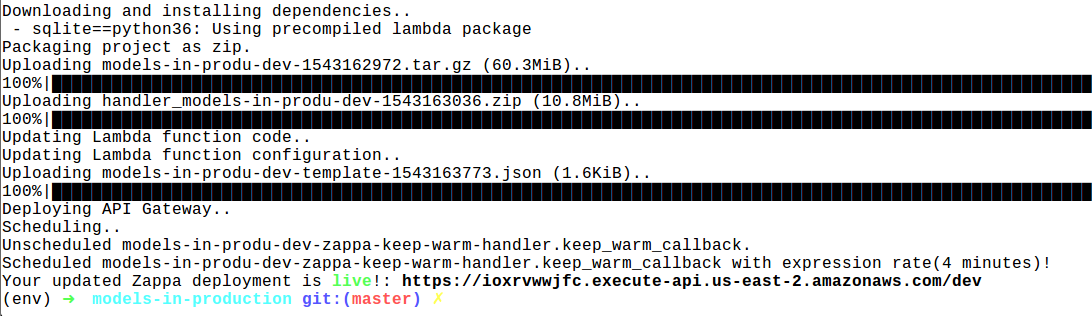 Downloading and installing dependencies..
 - sqlite==python36: Using precompiled lambda package
Packaging project as zip.
Uploading models-in-produ-dev-1543162972.tar.gz (60.3MiB)..
100%|
Uploading handler_models-in-produ-dev-1543163036.zip (10.8MiB)..
100%|
Updating Lambda function code..
Updating Lambda function configuration..
Uploading models-in-produ-dev-template-1543163773.json (1.6KiB)..
100%|
Deploying API Gateway..
Scheduling..
Unscheduled models-in-produ-dev-zappa-keep-warm-handler.keep_warm_callback.
Scheduled models-in-produ-dev-zappa-keep-warm-handler.keep_warm_callback with expression rate(4 minutes)!
Your updated Zappa deployment is live!: https://ioxrvwwjfc.execute-api.us-east-2.amazonaws.com/dev
(env) ➜  models-in-production git:(master) ✗